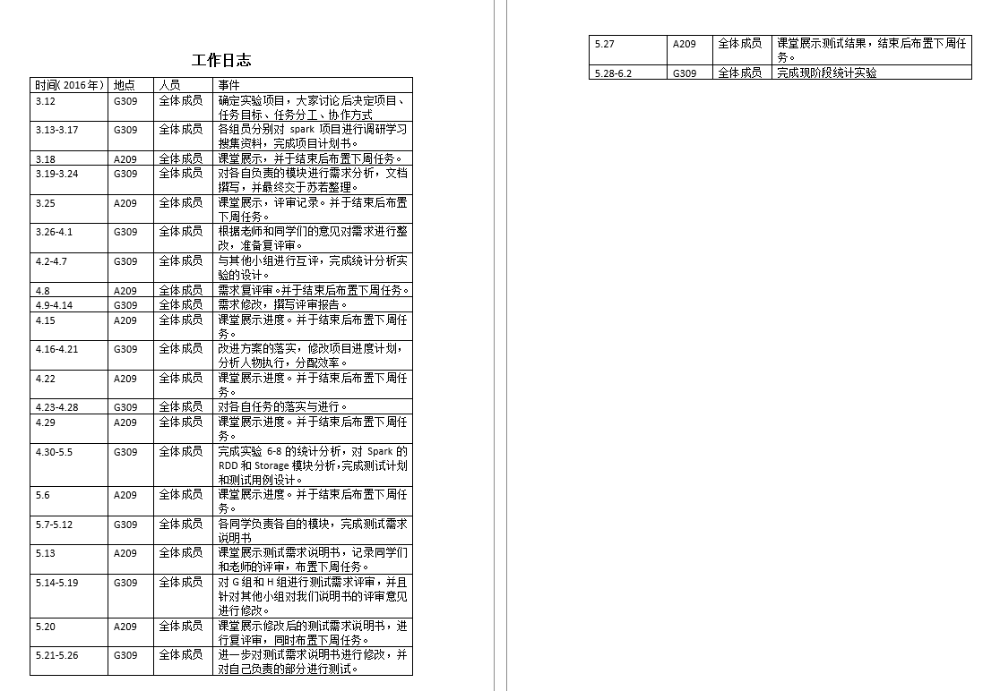 工作日志
时间（2016年） 地点 人员 事件
3.12 G309 全体成员 确定实验项目，大家讨论后决定项目、
任务目标、任务分工、协作方式
3.13-3.17 G309 全体成员 各组员分别对 spark 项目进行调研学习
搜集资料，完成项目计划书。
3.18 A209 全体成员 课堂展示，并于结束后布置下周任务。
3.19-3.24 G309 全体成员 对各自负责的模块进行需求分析，文档
撰写，并最终交于苏若整理。
3.25 A209 全体成员 课堂展示，评审记录。并于结束后布置
下周任务。
3.26-4.1 G309 全体成员 根据老师和同学们的意见对需求进行整
改，准备复评审。
4.2-4.7 G309 全体成员 与其他小组进行互评，完成统计分析实
验的设计。
4.8 A209 全体成员 需求复评审。并于结束后布置下周任务。
4.9-4.14 G309 全体成员 需求修改，撰写评审报告。
4.15 A209 全体成员 课堂展示进度。并于结束后布置下周任
务。
4.16-4.21 G309 全体成员 改进方案的落实，修改项目进度计划，
分析人物执行，分配效率。
4.22 A209 全体成员 课堂展示进度。并于结束后布置下周任
务。
4.23-4.28 G309 全体成员 对各自任务的落实与进行。
4.29 A209 全体成员 课堂展示进度。并于结束后布置下周任
务。
4.30-5.5 G309 全体成员 完成实验 6-8 的统计分析，对 Spark 的
RDD 和 Storage 模块分析，完成测试计划
和测试用例设计。
5.6 A209 全体成员 课堂展示进度。并于结束后布置下周任
务。
5.7-5.12 G309 全体成员 各同学负责各自的模块，完成测试需求
说明书
5.13 A209 全体成员 课堂展示测试需求说明书，记录同学们
和老师的评审，布置下周任务。
5.14-5.19 G309 全体成员 对 G 组和 H 组进行测试需求评审，并且
针对其他小组对我们说明书的评审意见
进行修改。
5.20 A209 全体成员 课堂展示修改后的测试需求说明书，进
行复评审，同时布置下周任务。
5.21-5.26 G309 全体成员 进一步对测试需求说明书进行修改，并
对自己负责的部分进行测试。
5.27 A209 全体成员 课堂展示测试结果，结束后布置下周任
务。
5.28-6.2 G309 全体成员 完成现阶段统计实验